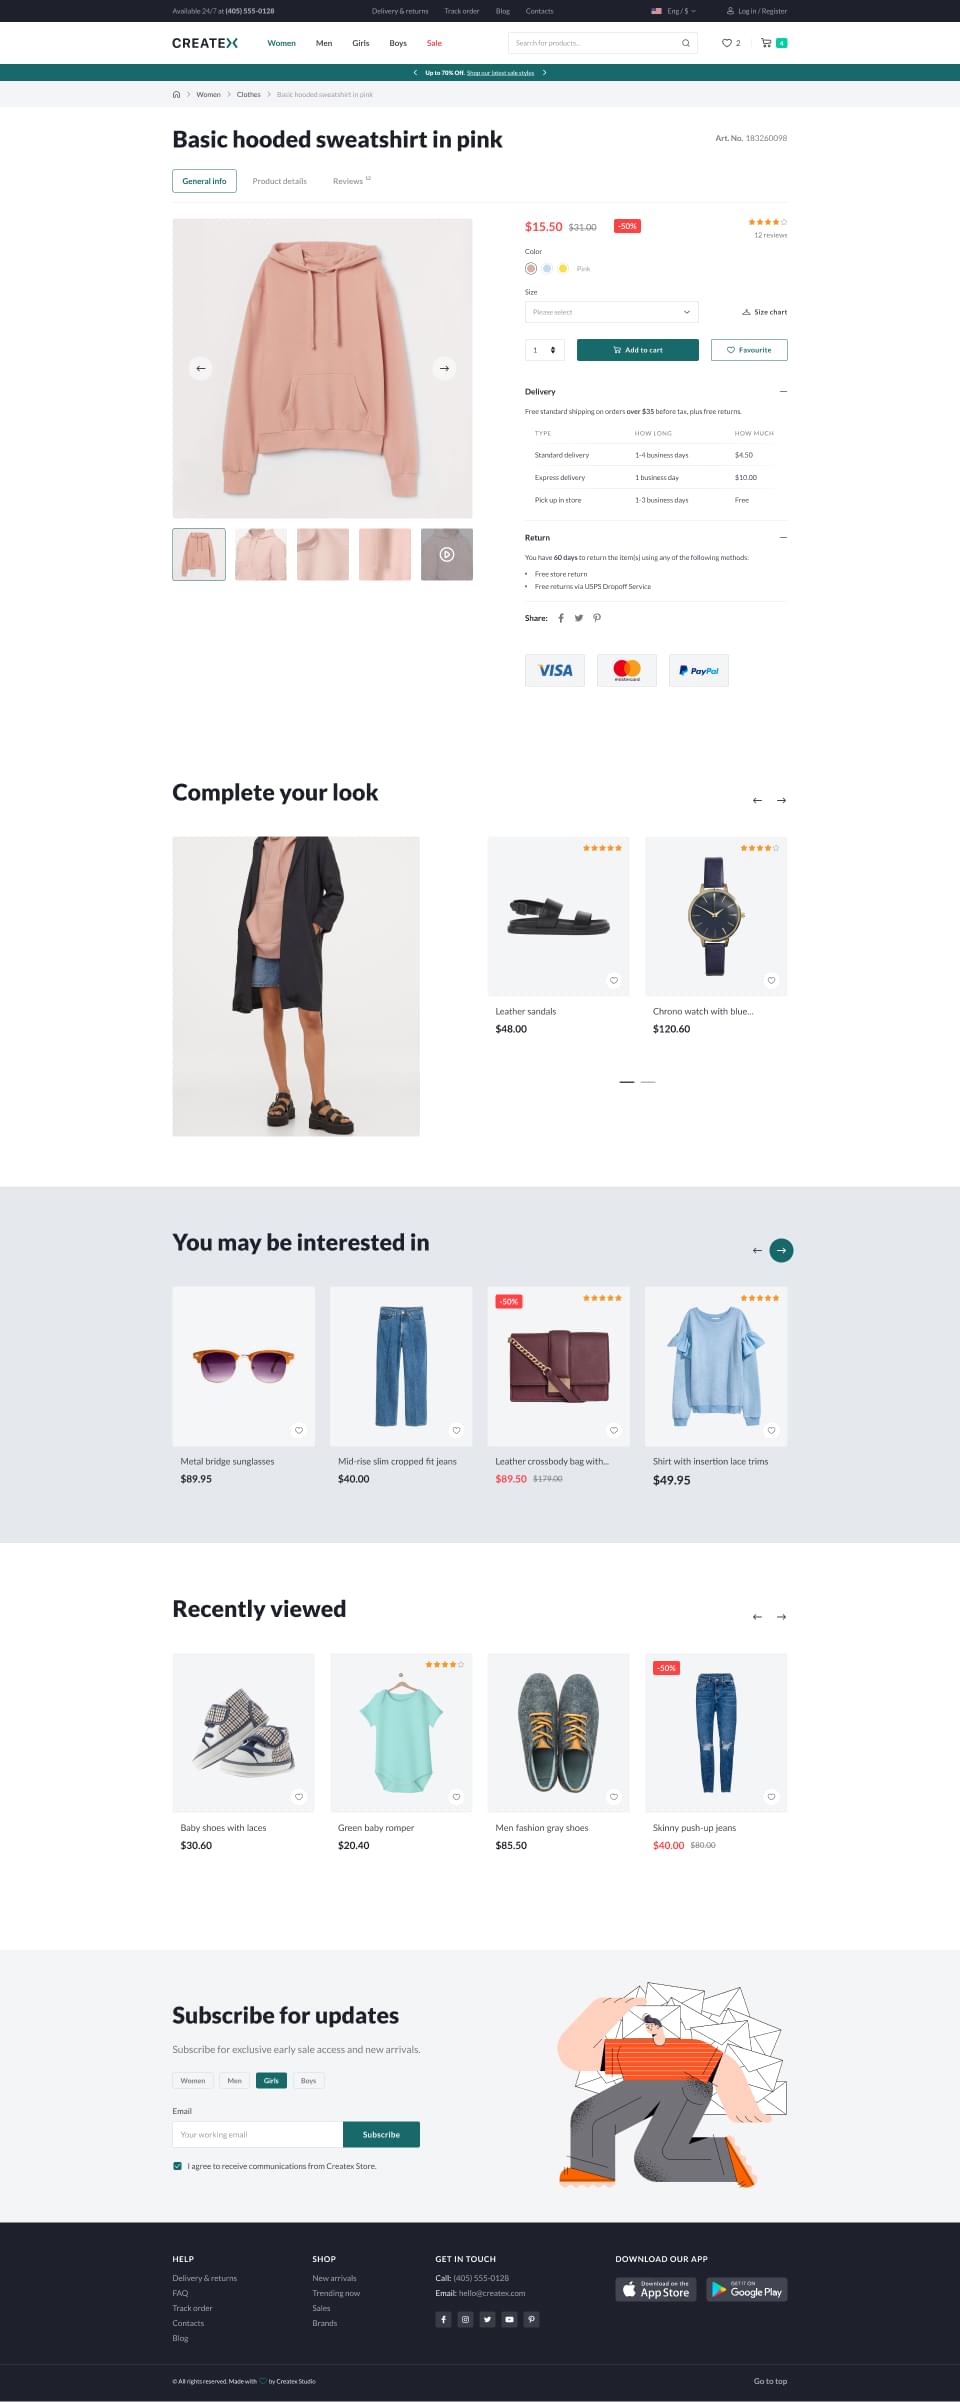 Available 24/7 at (405) 555-0128
Delivery & returns Track order Blog Contacts
Eng / $ Log in / Register
CREATEX Women Men Girls Boys Sale
Search for products...
2 4
Up to 70% Off. Shop our latest sale styles
Women Clothes Basic hooded sweatshirt in pink
Basic hooded sweatshirt in pink
Art. No. 183260098
General info Product details Reviews 12
$15.50 $31.00 -50%
12 reviews
Color
Pink
Size
Please select
Size chart
1 Add to cart Favourite
Delivery
Free standard shipping on orders over $35 before tax, plus free returns.
TYPE HOW LONG HOW MUCH
Standard delivery 1-4 business days $4.50
Express delivery 1 business day $10.00
Pick up in store 1-3 business days Free
Return
You have 60 days to return the item(s) using any of the following methods:
• Free store return
• Free returns via USPS Dropoff Service
Share:
VISA mastercard PayPal
Complete your look
Leather sandals
$48.00
Chrono watch with blue...
$120.60
You may be interested in
-50%
Metal bridge sunglasses
$89.95
Mid-rise slim cropped fit jeans
$40.00
Leather crossbody bag with...
$89.50 $179.00
Shirt with insertion lace trims
$49.95
Recently viewed
-50%
Baby shoes with laces
$30.60
Green baby romper
$20.40
Men fashion gray shoes
$85.50
Skinny push-up jeans
$40.00 $80.00
Subscribe for updates
Subscribe for exclusive early sale access and new arrivals.
Women Men Girls Boys
Email
Your working email Subscribe
I agree to receive communications from Createx Store.
HELP
Delivery & returns
FAQ
Track order
Contacts
Blog
SHOP
New arrivals
Trending now
Sales
Brands
GET IN TOUCH
Call: (405) 555-0128
Email: hello@createx.com
DOWNLOAD OUR APP
Download on the
App Store
GET IT ON
Google Play
© All rights reserved. Made with by Createx Studio
Go to top